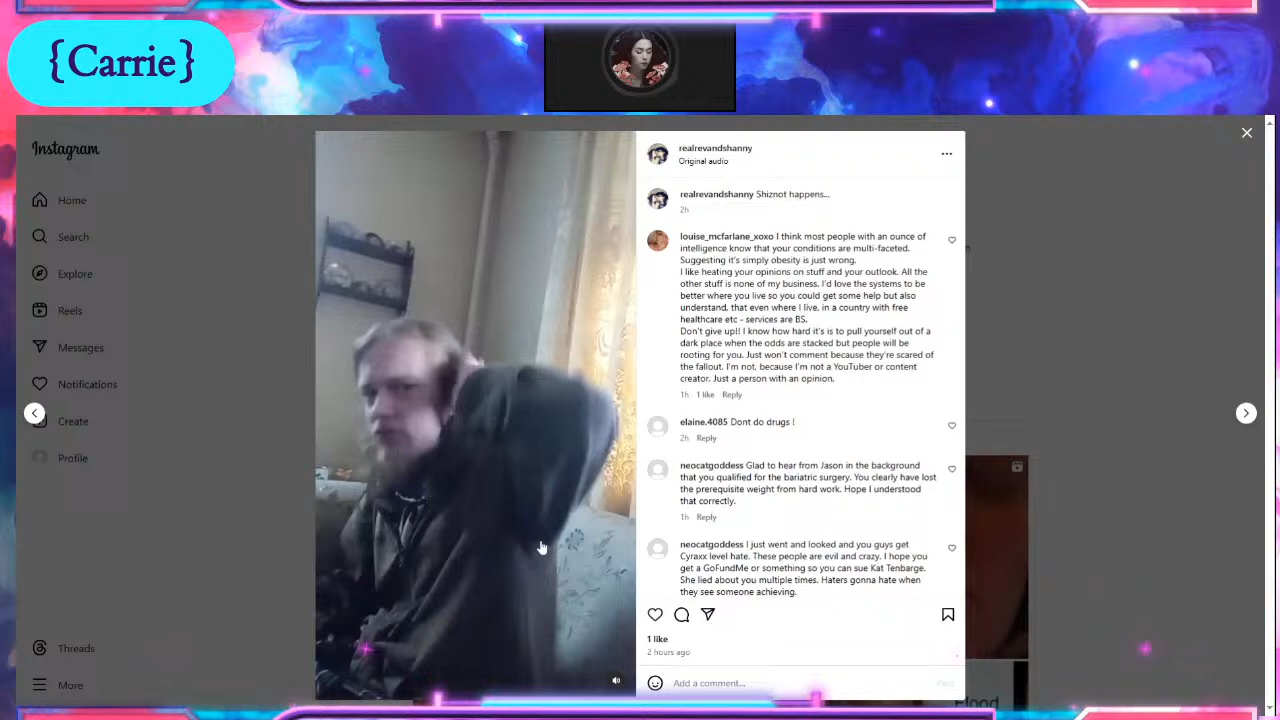 {Carrie}
Instagram
Home
Search
Explore
Reels
Messages
Notifications
Create
Profile
Threads
More
realrevandshanny
Original audio
realrevandshanny Shiznot happens...
2h
louise_mcfarlane_xoxo I think most people with an ounce of
intelligence know that your conditions are multi-faceted.
Suggesting it's simply obesity is just wrong.
I like heating your opinions on stuff and your outlook. All the
other stuff is none of my business. I'd love the systems to be
better where you live so you could get some help but also
understand, that even where I live, in a country with free
healthcare etc - services are BS.
Don't give up!! I know how hard it's is to pull yourself out of a
dark place when the odds are stacked but people will be
rooting for you. Just won't comment because they're scared of
the fallout. I'm not, because I'm not a YouTuber or content
creator. Just a person with an opinion.
1h 1 like Reply
elaine.4085 Dont do drugs !
2h Reply
neocatgoddess Glad to hear from Jason in the background
that you qualified for the bariatric surgery. You clearly have lost
the prerequisite weight from hard work. Hope I understood
that correctly.
1h Reply
neocatgoddess I just went and looked and you guys get
Cyraxx level hate. These people are evil and crazy. I hope you
get a GoFundMe or something so you can sue Kat Tenbarge.
She lied about you multiple times. Haters gonna hate when
they see someone achieving.
1 like
2 hours ago
Add a comment...
Post